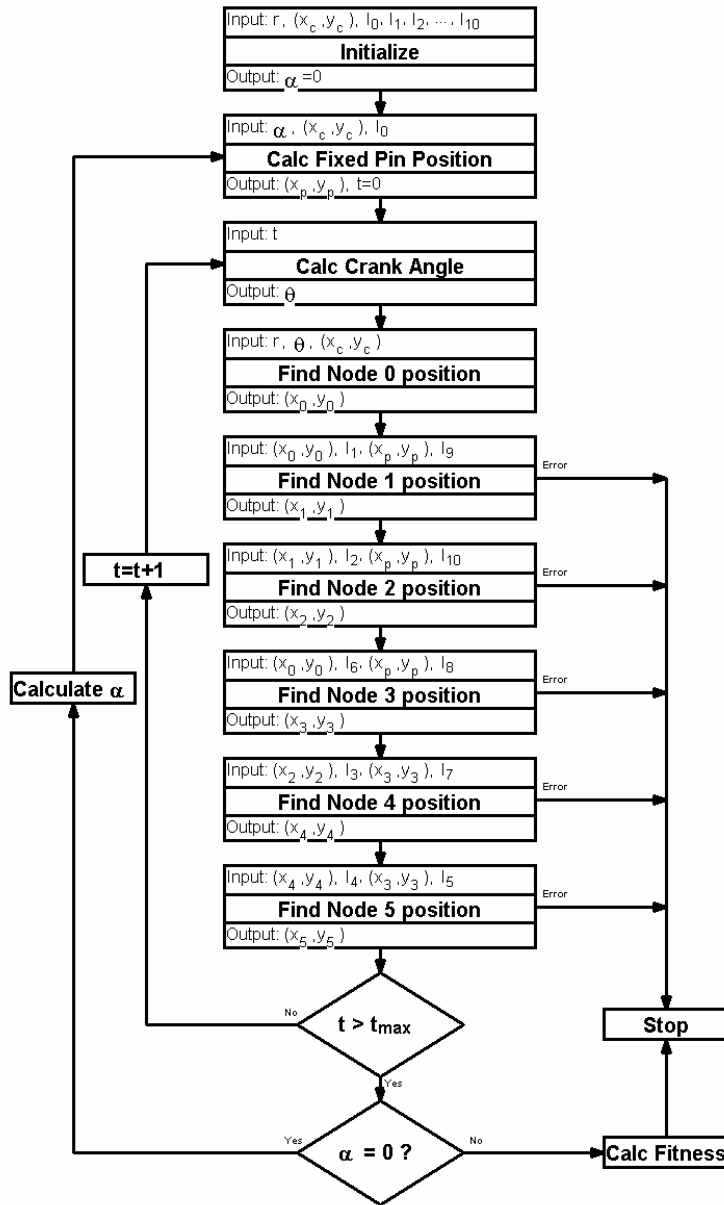 Input: r, (x_c ,y_c ), l_0, l_1, l_2, ..., l_10
Initialize
Output: α =0
Input: α , (x_c ,y_c ), l_0
Calc Fixed Pin Position
Output: (x_p ,y_p ), t=0
Input: t
Calc Crank Angle
Output: θ
Input: r, θ , (x_c ,y_c )
Find Node 0 position
Output: (x_0 ,y_0 )
Input: (x_0 ,y_0 ), l_1, (x_p ,y_p ), l_9
Find Node 1 position
Output: (x_1 ,y_1 )
Error
Input: (x_1 ,y_1 ), l_2, (x_p ,y_p ), l_10
Find Node 2 position
Output: (x_2 ,y_2 )
Error
t=t+1
Input: (x_0 ,y_0 ), l_6, (x_p ,y_p ), l_8
Find Node 3 position
Output: (x_3 ,y_3 )
Error
Calculate α
Input: (x_2 ,y_2 ), l_3, (x_3 ,y_3 ), l_7
Find Node 4 position
Output: (x_4 ,y_4 )
Error
Input: (x_4 ,y_4 ), l_4, (x_3 ,y_3 ), l_5
Find Node 5 position
Output: (x_5 ,y_5 )
Error
No
t > t_max
Stop
Yes
Yes
α = 0 ?
No
Calc Fitness